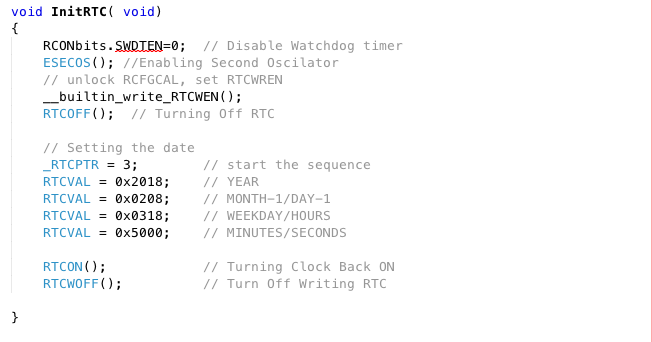 void InitRTC( void)
{
    RCONbits.SWDTEN=0;  // Disable Watchdog timer
    ESECOS(); //Enabling Second Oscilator
    // unlock RCFGCAL, set RTCWREN
    __builtin_write_RTCWEN();
    RTCOFF();  // Turning Off RTC
    // Setting the date
    _RTCPTR = 3;        // start the sequence
    RTCVAL = 0x2018;    // YEAR
    RTCVAL = 0x0208;    // MONTH-1/DAY-1
    RTCVAL = 0x0318;    // WEEKDAY/HOURS
    RTCVAL = 0x5000;    // MINUTES/SECONDS
    RTCON();            // Turning Clock Back ON
    RTCWOFF();          // Turn Off Writing RTC
}